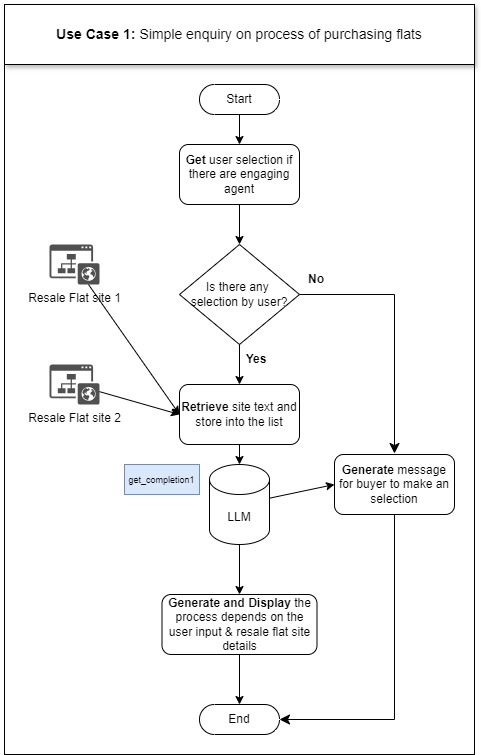 Use Case 1: Simple enquiry on process of purchasing flats
Start
Get user selection if
there are engaging
agent
Is there any
selection by user?
No
Yes
Resale Flat site 1
Resale Flat site 2
Retrieve site text and
store into the list
get_completion1
LLM
Generate message
for buyer to make an
selection
Generate and Display the
process depends on the
user input & resale flat site
details
End